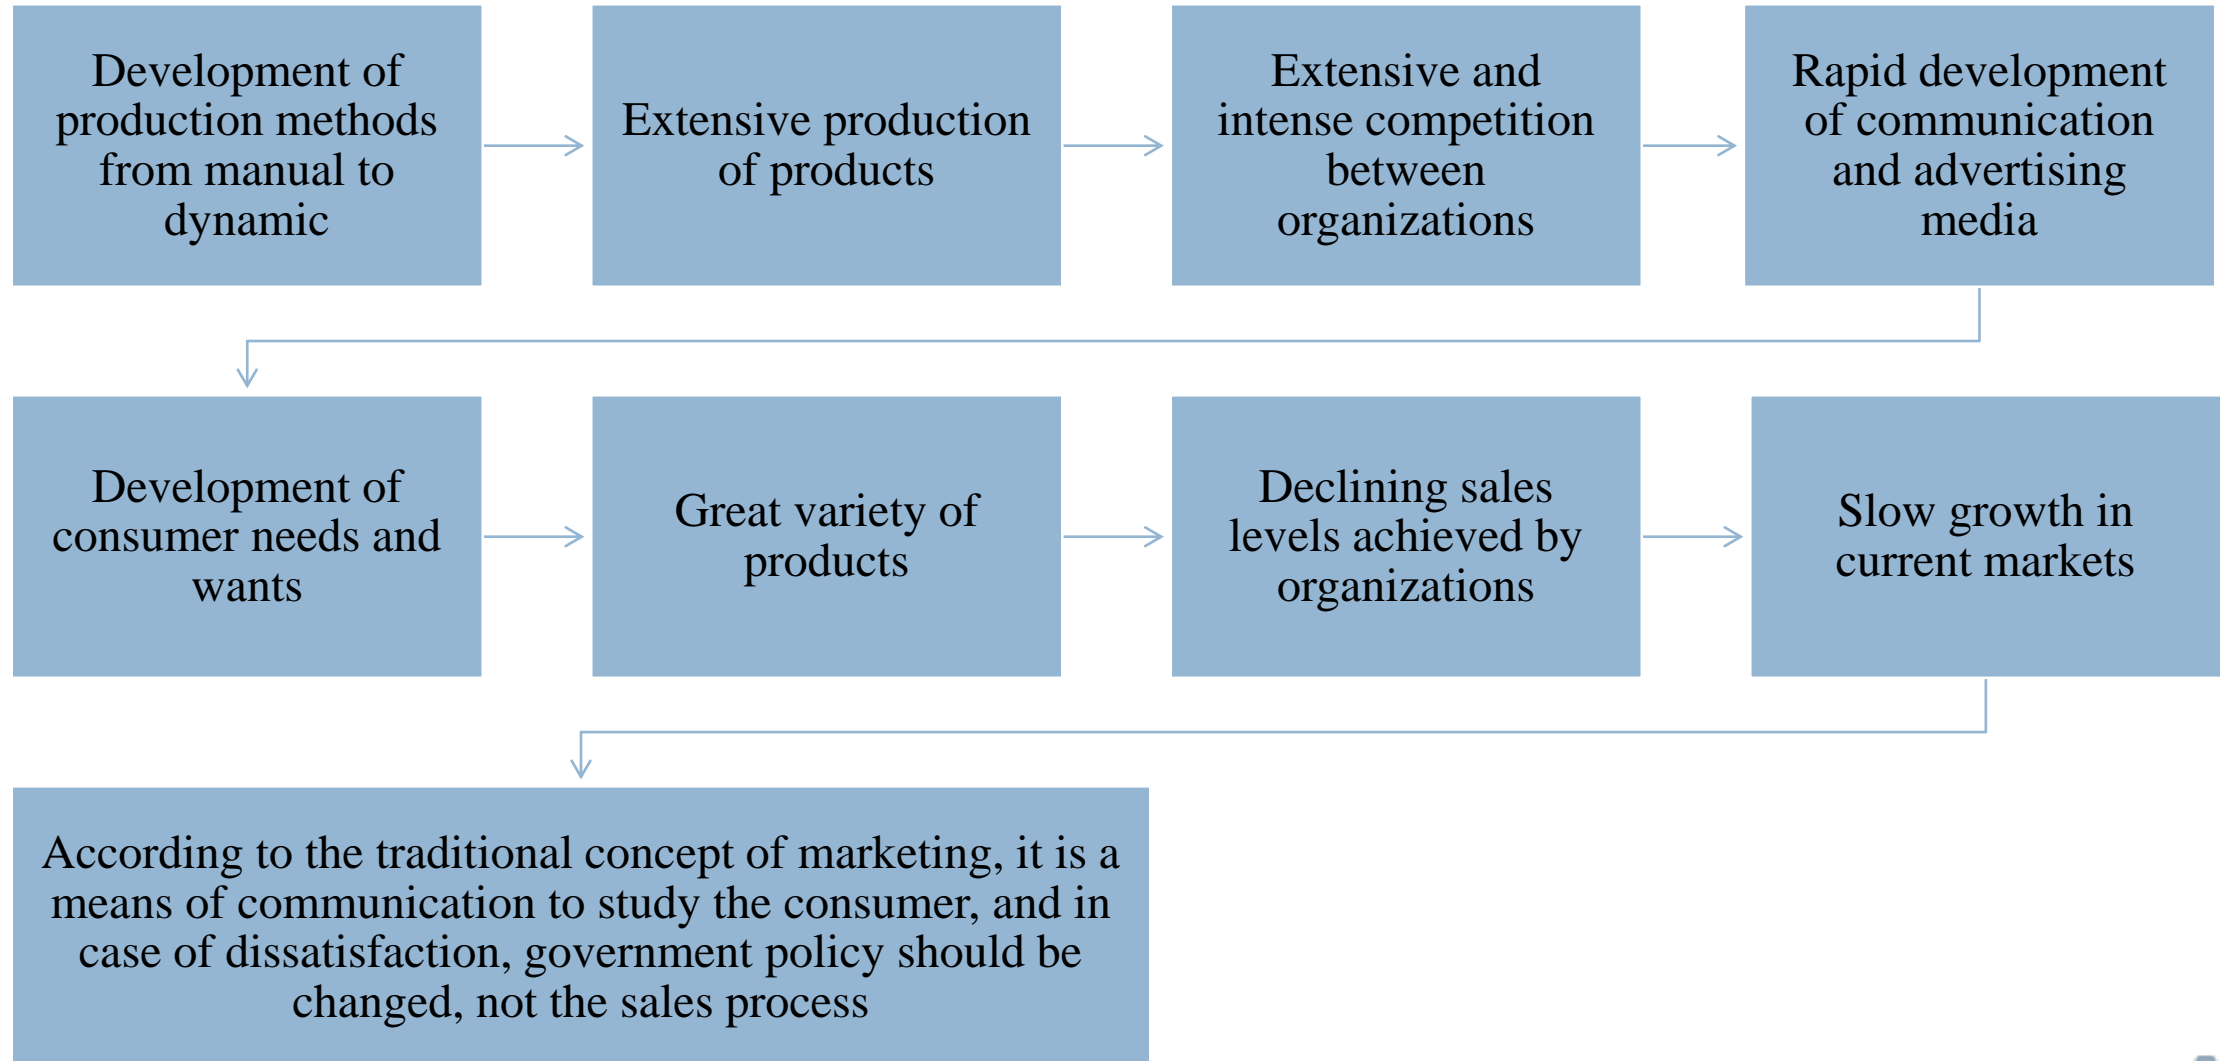 Development of
production methods
from manual to
dynamic
Extensive production
of products
Extensive and
intense competition
between
organizations
Rapid development
of communication
and advertising
media
Development of
consumer needs and
wants
Great variety of
products
Declining sales
levels achieved by
organizations
Slow growth in
current markets
According to the traditional concept of marketing, it is a
means of communication to study the consumer, and in
case of dissatisfaction, government policy should be
changed, not the sales process